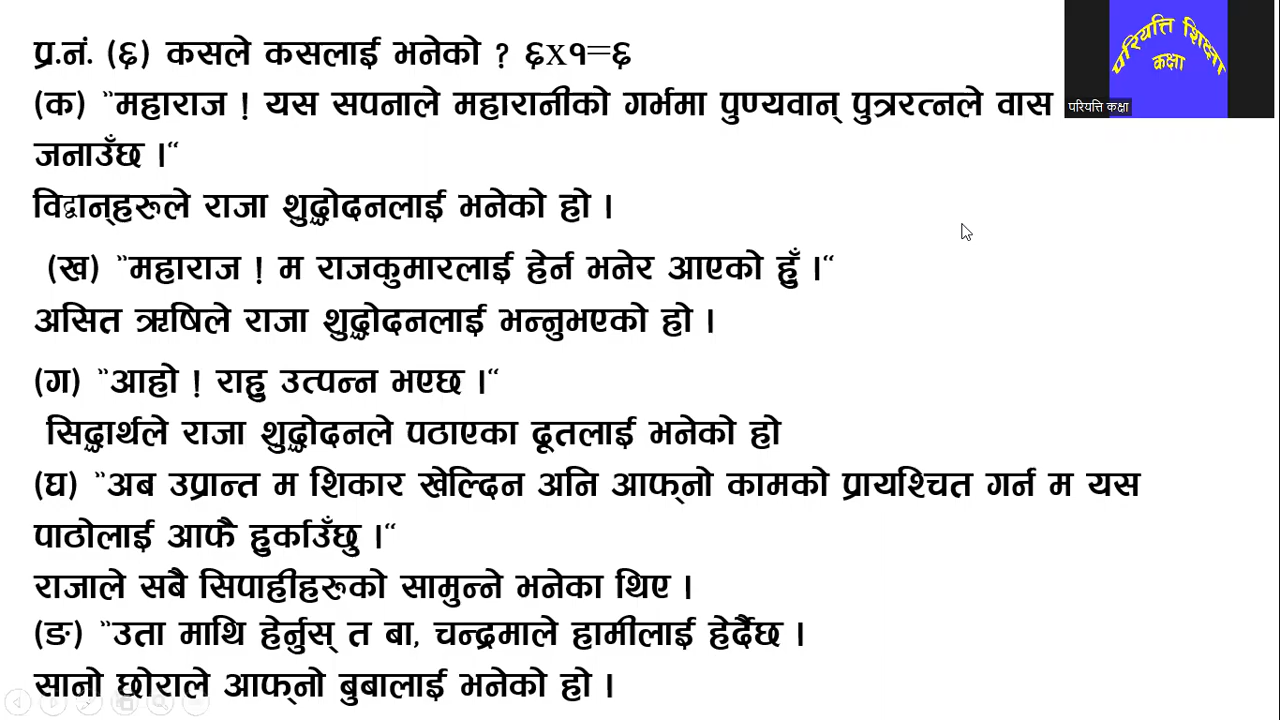 प्र.नं. (६) कसले कसलाई भनेको ? ६x१=६
(क) ”महाराज ! यस सपनाले महारानीको गर्भमा पुण्यवान् पुत्ररत्नले वास
जनाउँछ ।“
विद्वान्हरूले राजा शुद्धोदनलाई भनेको हो ।
(ख) ”महाराज ! म राजकुमारलाई हेर्न भनेर आएको हुँ ।“
असित ऋषिले राजा शुद्धोदनलाई भन्नुभएको हो ।
(ग) ”आहो ! राहु उत्पन्न भएछ ।“
सिद्धार्थले राजा शुद्धोदनले पठाएका दूतलाई भनेको हो
(घ) ”अब उप्रान्त म शिकार खेल्दिन अनि आफ्नो कामको प्रायश्चित गर्न म यस
पाठोलाई आफै हुर्काउँछु ।“
राजाले सबै सिपाहीहरूको सामुन्ने भनेका थिए ।
(ङ) ”उता माथि हेर्नुस् त बा, चन्द्रमाले हामीलाई हेर्दैछ ।
सानो छोराले आफ्नो बुबालाई भनेको हो ।
परियत्ति शिक्षा
कक्षा
परियत्ति कक्षा